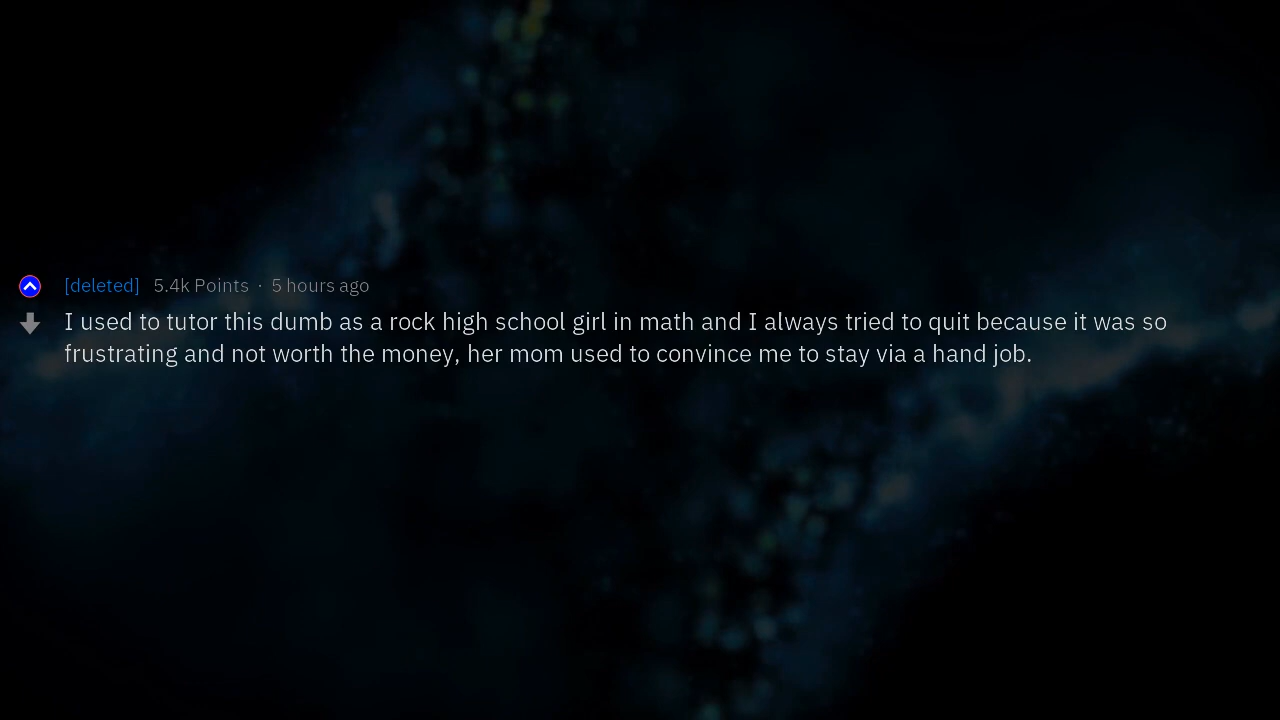 [deleted] 5.4k Points · 5 hours ago
I used to tutor this dumb as a rock high school girl in math and I always tried to quit because it was so
frustrating and not worth the money, her mom used to convince me to stay via a hand job.